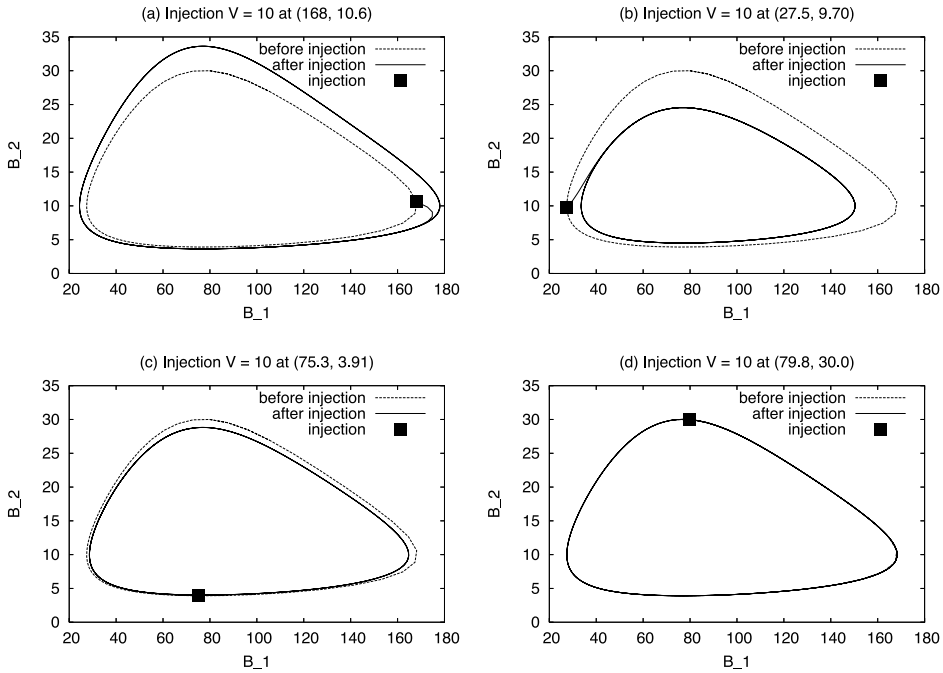 (a) Injection V = 10 at (168, 10.6)
35
30
25
20
15
10
5
0
B_2
before injection
after injection
injection
20 40 60 80 100 120 140 160 180
B_1
(b) Injection V = 10 at (27.5, 9.70)
35
30
25
20
15
10
5
0
B_2
before injection
after injection
injection
20 40 60 80 100 120 140 160 180
B_1
(c) Injection V = 10 at (75.3, 3.91)
35
30
25
20
15
10
5
0
B_2
before injection
after injection
injection
20 40 60 80 100 120 140 160 180
B_1
(d) Injection V = 10 at (79.8, 30.0)
35
30
25
20
15
10
5
0
B_2
before injection
after injection
injection
20 40 60 80 100 120 140 160 180
B_1